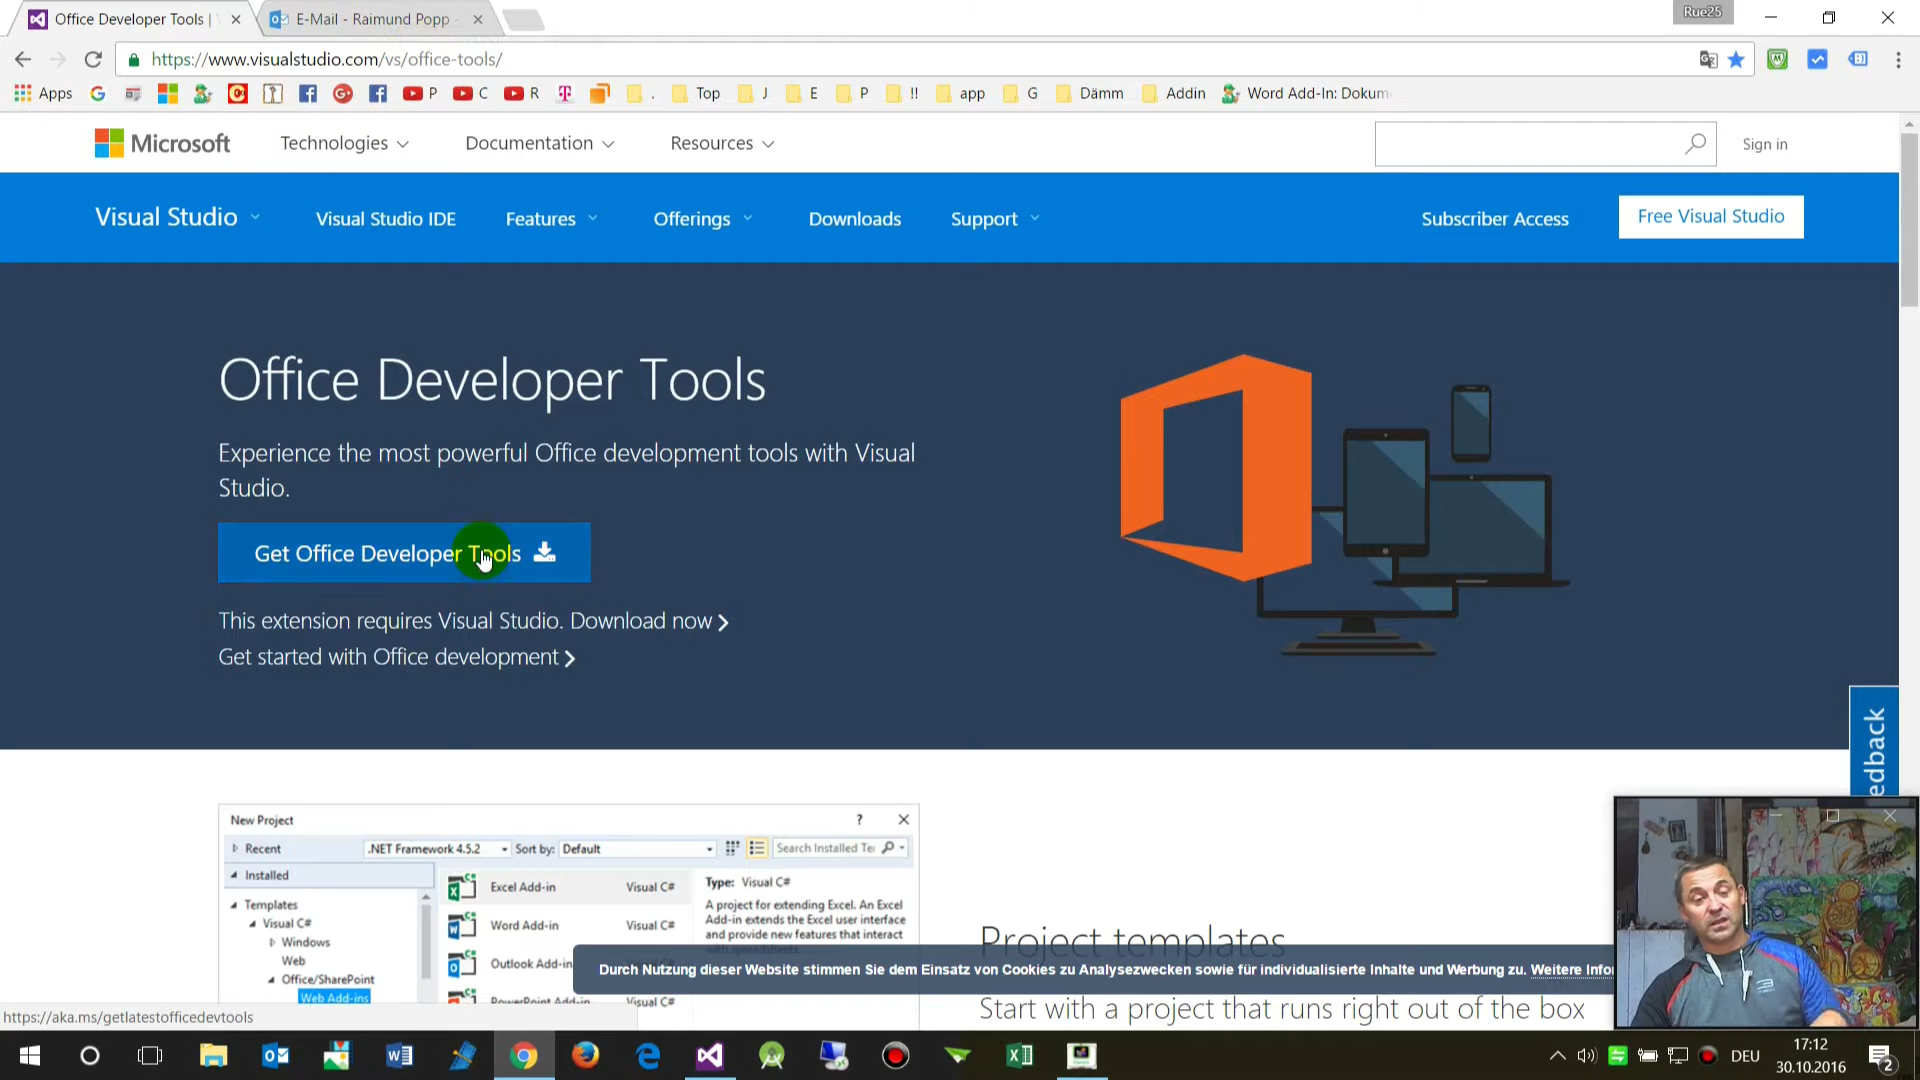 Office Developer Tools |
E-Mail - Raimund Popp -
Rue25
https://www.visualstudio.com/vs/office-tools/
Apps
P
C
R
.
Top
J
E
P
!!
app
G
Dämm
Addin
Word Add-In: Dokum
Microsoft
Technologies
Documentation
Resources
Sign in
Visual Studio
Visual Studio IDE
Features
Offerings
Downloads
Support
Subscriber Access
Free Visual Studio
Office Developer Tools
Experience the most powerful Office development tools with Visual
Studio.
Get Office Developer Tools
This extension requires Visual Studio. Download now
Get started with Office development
edback
New Project
?
Recent
.NET Framework 4.5.2
Sort by:
Default
Search Installed Te
Installed
Templates
Visual C#
Windows
Web
Office/SharePoint
Web Add-ins
Excel Add-in
Visual C#
Word Add-in
Visual C#
Outlook Add-in
PowerPoint Add-in
Visual C#
Type: Visual C#
A project for extending Excel. An Excel
Add-in extends the Excel user interface
and provide new features that interact
with spreadsheets.
Project templates
Start with a project that runs right out of the box
Durch Nutzung dieser Website stimmen Sie dem Einsatz von Cookies zu Analysezwecken sowie für individualisierte Inhalte und Werbung zu. Weitere Infor
https://aka.ms/getlatestofficedevtools
DEU
17:12
30.10.2016
2